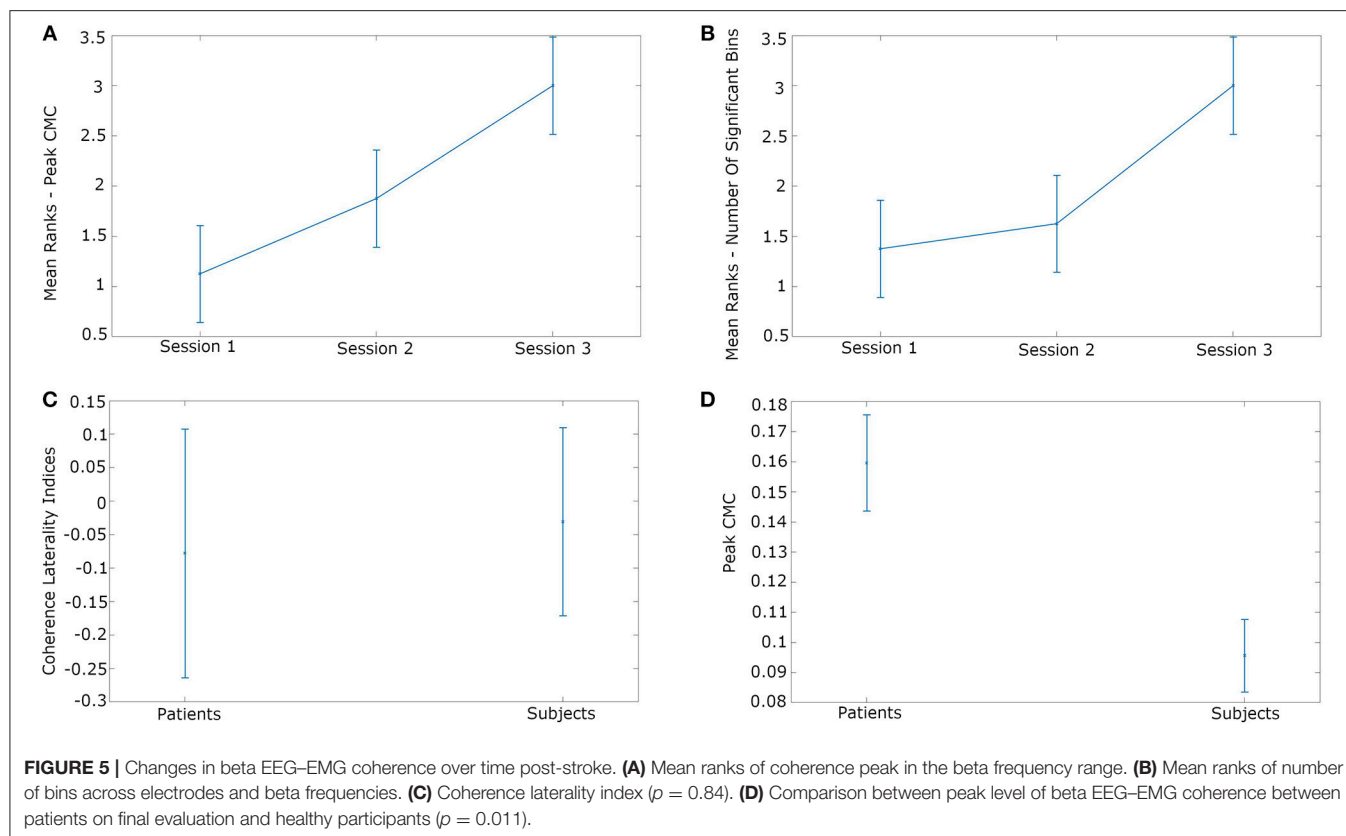 A
Mean Ranks - Peak CMC
3.5
3
2.5
2
1.5
1
0.5
Session 1 Session 2 Session 3
B
Mean Ranks - Number Of Significant Bins
3.5
3
2.5
2
1.5
1
0.5
Session 1 Session 2 Session 3
C
Coherence Laterality Indices
0.15
0.1
0.05
0
-0.05
-0.1
-0.15
-0.2
-0.25
-0.3
Patients Subjects
D
Peak CMC
0.18
0.17
0.16
0.15
0.14
0.13
0.12
0.11
0.1
0.09
0.08
Patients Subjects
FIGURE 5 | Changes in beta EEG–EMG coherence over time post-stroke. (A) Mean ranks of coherence peak in the beta frequency range. (B) Mean ranks of number
of bins across electrodes and beta frequencies. (C) Coherence laterality index (p = 0.84). (D) Comparison between peak level of beta EEG–EMG coherence between
patients on final evaluation and healthy participants (p = 0.011).